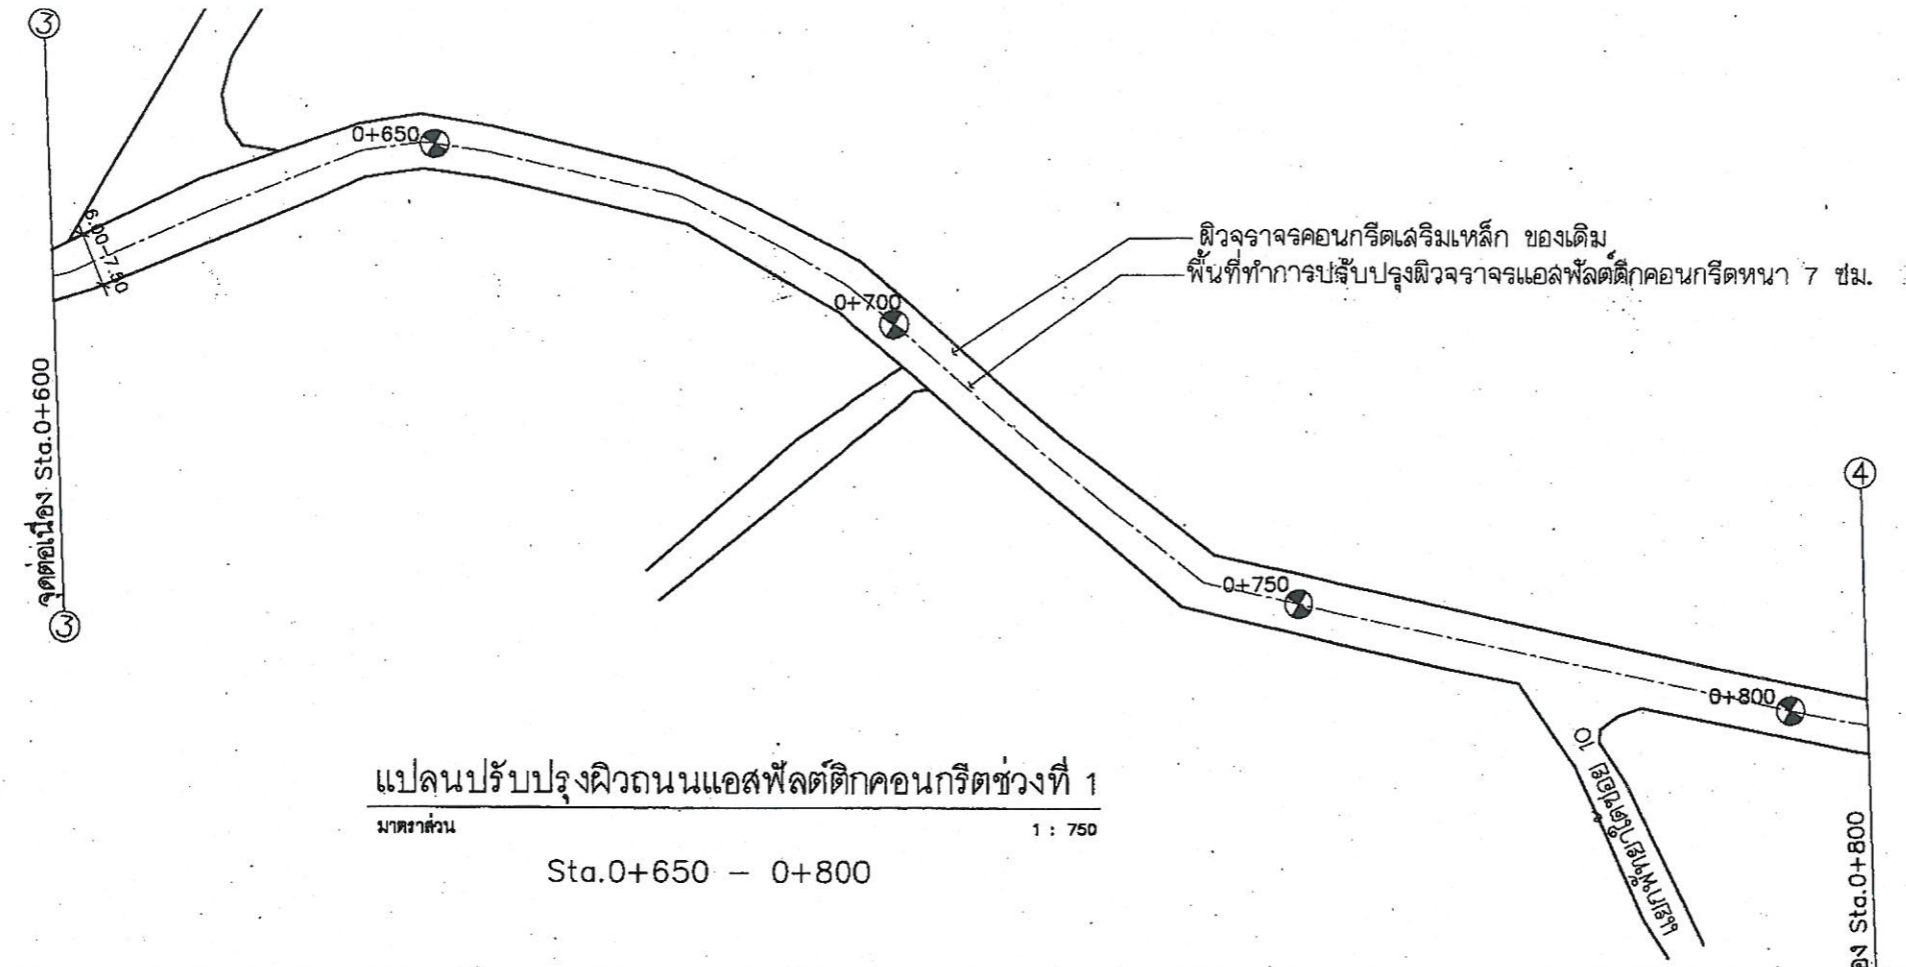 3
0+650
6.00-7.50
ผิวจราจรคอนกรีตเสริมเหล็ก ของเดิม
พื้นที่ทำการปรับปรุงผิวจราจรแอสฟัลต์ติกคอนกรีตหนา 7 ซม.
0+700
จุดต่อเนื่อง Sta.0+600
3
4
0+750
0+800
แปลนปรับปรุงผิวถนนแอสฟัลต์ติกคอนกรีตช่วงที่ 1
มาตราส่วน 1 : 750
Sta.0+650 - 0+800
10
Sta.0+800